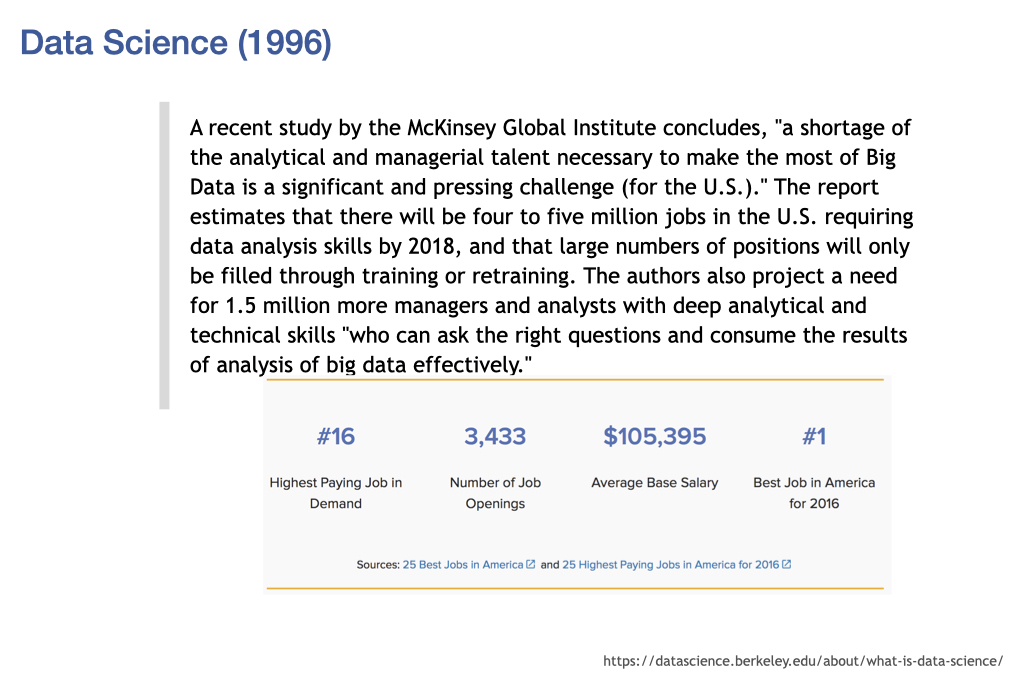 Data Science (1996)
A recent study by the McKinsey Global Institute concludes, "a shortage of
the analytical and managerial talent necessary to make the most of Big
Data is a significant and pressing challenge (for the U.S.)." The report
estimates that there will be four to five million jobs in the U.S. requiring
data analysis skills by 2018, and that large numbers of positions will only
be filled through training or retraining. The authors also project a need
for 1.5 million more managers and analysts with deep analytical and
technical skills "who can ask the right questions and consume the results
of analysis of big data effectively."
#16
Highest Paying Job in
Demand
3,433
Number of Job
Openings
$105,395
Average Base Salary
#1
Best Job in America
for 2016
Sources: 25 Best Jobs in America and 25 Highest Paying Jobs in America for 2016
https://datascience.berkeley.edu/about/what-is-data-science/